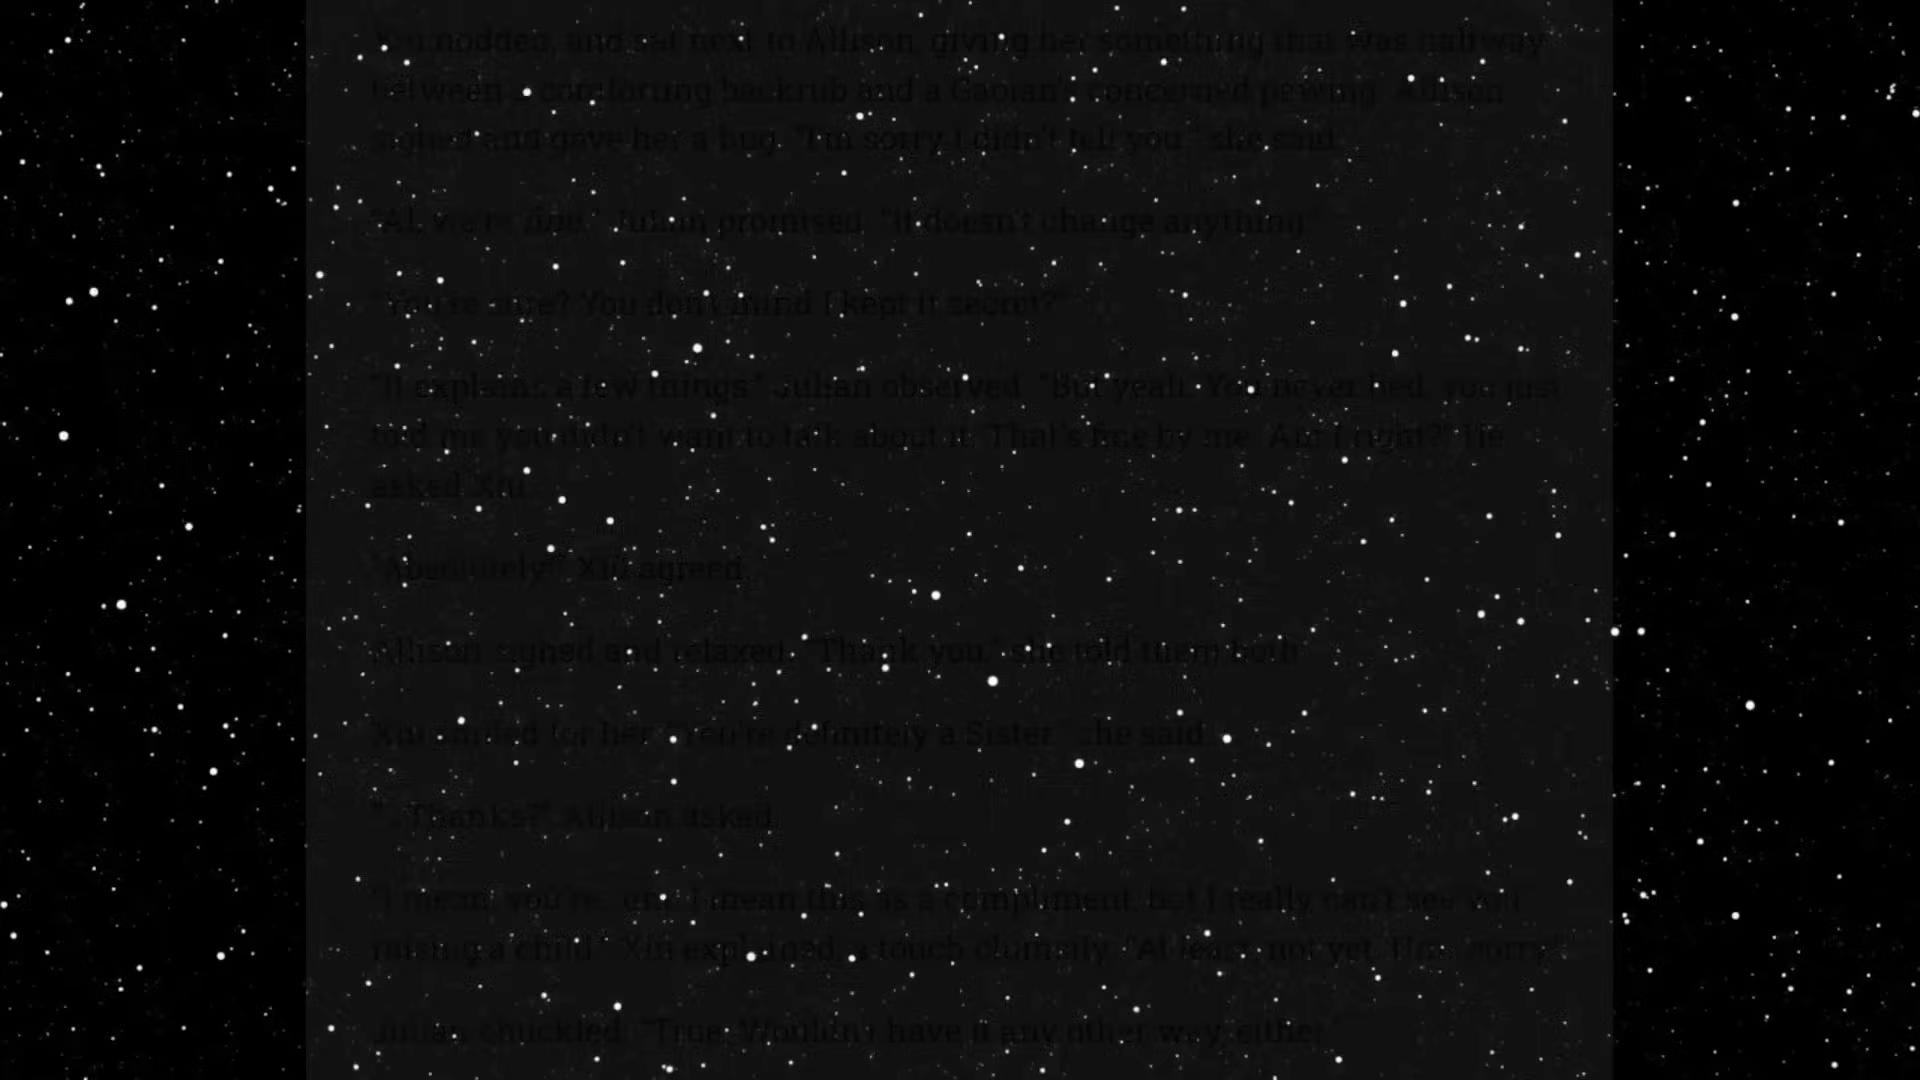 Xiu nodded, and sat next to Allison, giving her something that was halfway
between a comforting backrub and a Gaoian's concerned pawing. Allison
sighed and gave her a hug. "I'm sorry I didn't tell you." she said.
"Al, we're fine." Julian promised. "It doesn't change anything."
"You're sure? You don't mind I kept it secret?"
"It explains a few things." Julian observed. "But yeah. You never lied, you just
told me you didn't want to talk about it. That's fine by me. Am I right?" He
asked Xiu.
"Absolutely!" Xiu agreed.
Allison sighed and relaxed. "Thank you." she told them both.
Xiu smiled for her. "You're definitely a Sister." she said.
"...Thanks?" Allison asked.
"I mean, you're... um... I mean this as a compliment, but I really can't see you
raising a child." Xiu explained, a touch clumsily. "At least, not yet. Um... sorry."
Julian chuckled. "True. Wouldn't have it any other way, either."